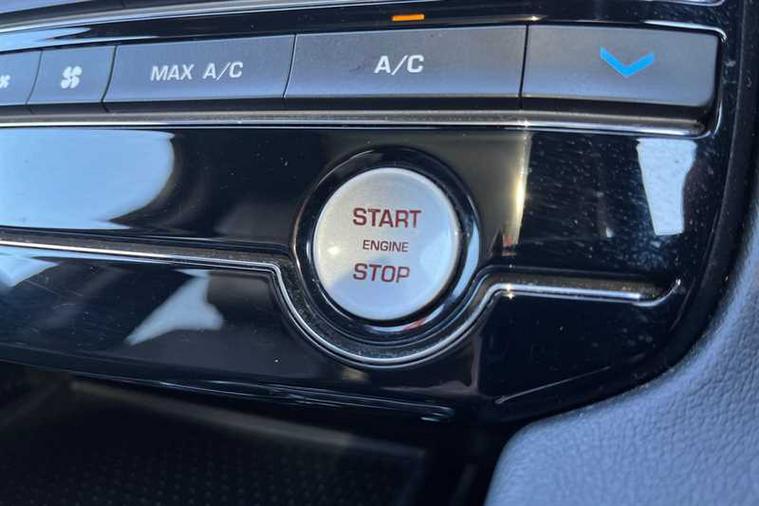 MAX A/C
A/C
START
ENGINE
STOP